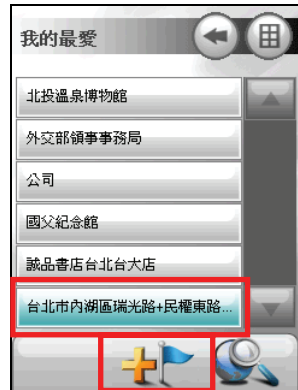 我的最愛
北投溫泉博物館
外交部領事事務局
公司
國父紀念館
誠品書店台北台大店
台北市內湖區瑞光路+民權東路...